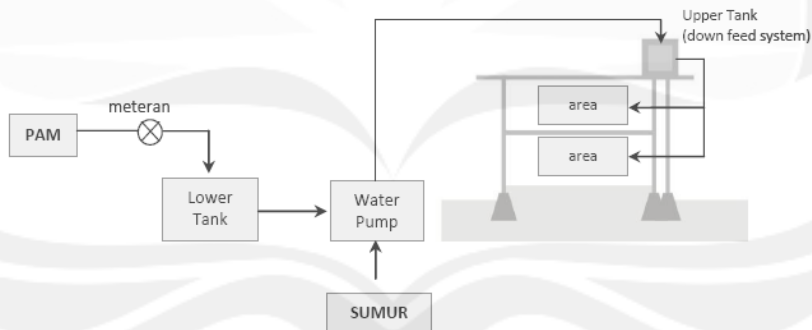 Upper Tank
(down feed system)
meteran
PAM
area
area
Lower
Tank
Water
Pump
SUMUR